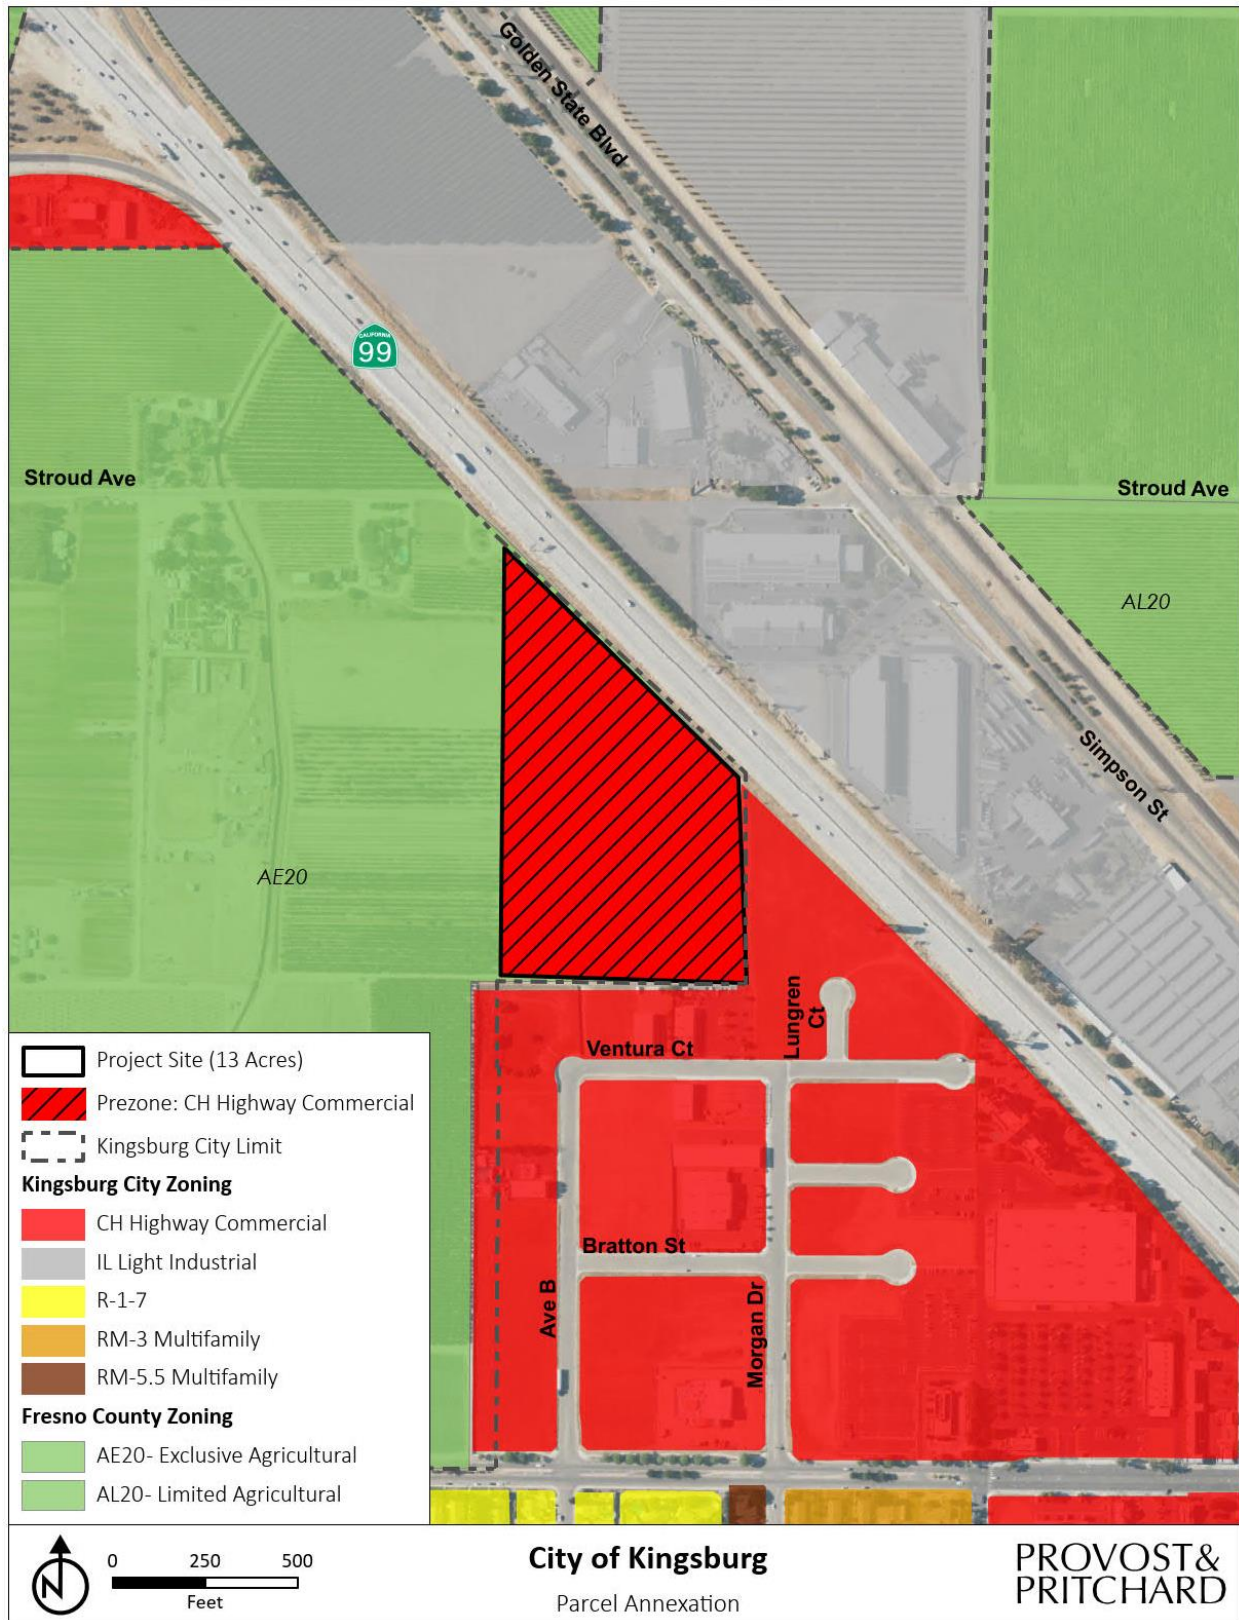 Golden State Blvd
CALIFORNIA
99
Stroud Ave
Stroud Ave
AL20
Simpson St
AE20
Lungren
Ct
Ventura Ct
Bratton St
Ave B
Morgan Dr
Project Site (13 Acres)
Prezone: CH Highway Commercial
Kingsburg City Limit
Kingsburg City Zoning
CH Highway Commercial
IL Light Industrial
R-1-7
RM-3 Multifamily
RM-5.5 Multifamily
Fresno County Zoning
AE20- Exclusive Agricultural
AL20- Limited Agricultural
N
0 250 500
Feet
City of Kingsburg
Parcel Annexation
PROVOST&
PRITCHARD